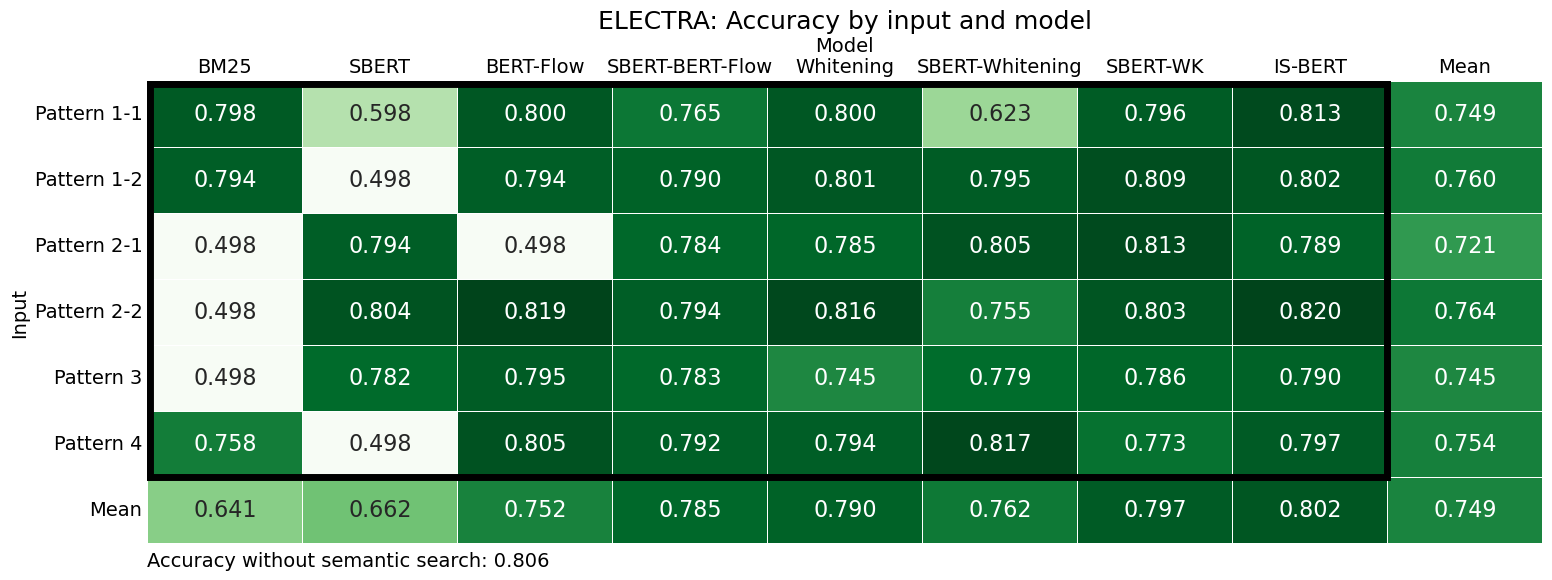 ELECTRA: Accuracy by input and model
Model
BM25 SBERT BERT-Flow SBERT-BERT-Flow Whitening SBERT-Whitening SBERT-WK IS-BERT Mean
Pattern 1-1 0.798 0.598 0.800 0.765 0.800 0.623 0.796 0.813 0.749
Pattern 1-2 0.794 0.498 0.794 0.790 0.801 0.795 0.809 0.802 0.760
Pattern 2-1 0.498 0.794 0.498 0.784 0.785 0.805 0.813 0.789 0.721
Input
Pattern 2-2 0.498 0.804 0.819 0.794 0.816 0.755 0.803 0.820 0.764
Pattern 3 0.498 0.782 0.795 0.783 0.745 0.779 0.786 0.790 0.745
Pattern 4 0.758 0.498 0.805 0.792 0.794 0.817 0.773 0.797 0.754
Mean 0.641 0.662 0.752 0.785 0.790 0.762 0.797 0.802 0.749
Accuracy without semantic search: 0.806